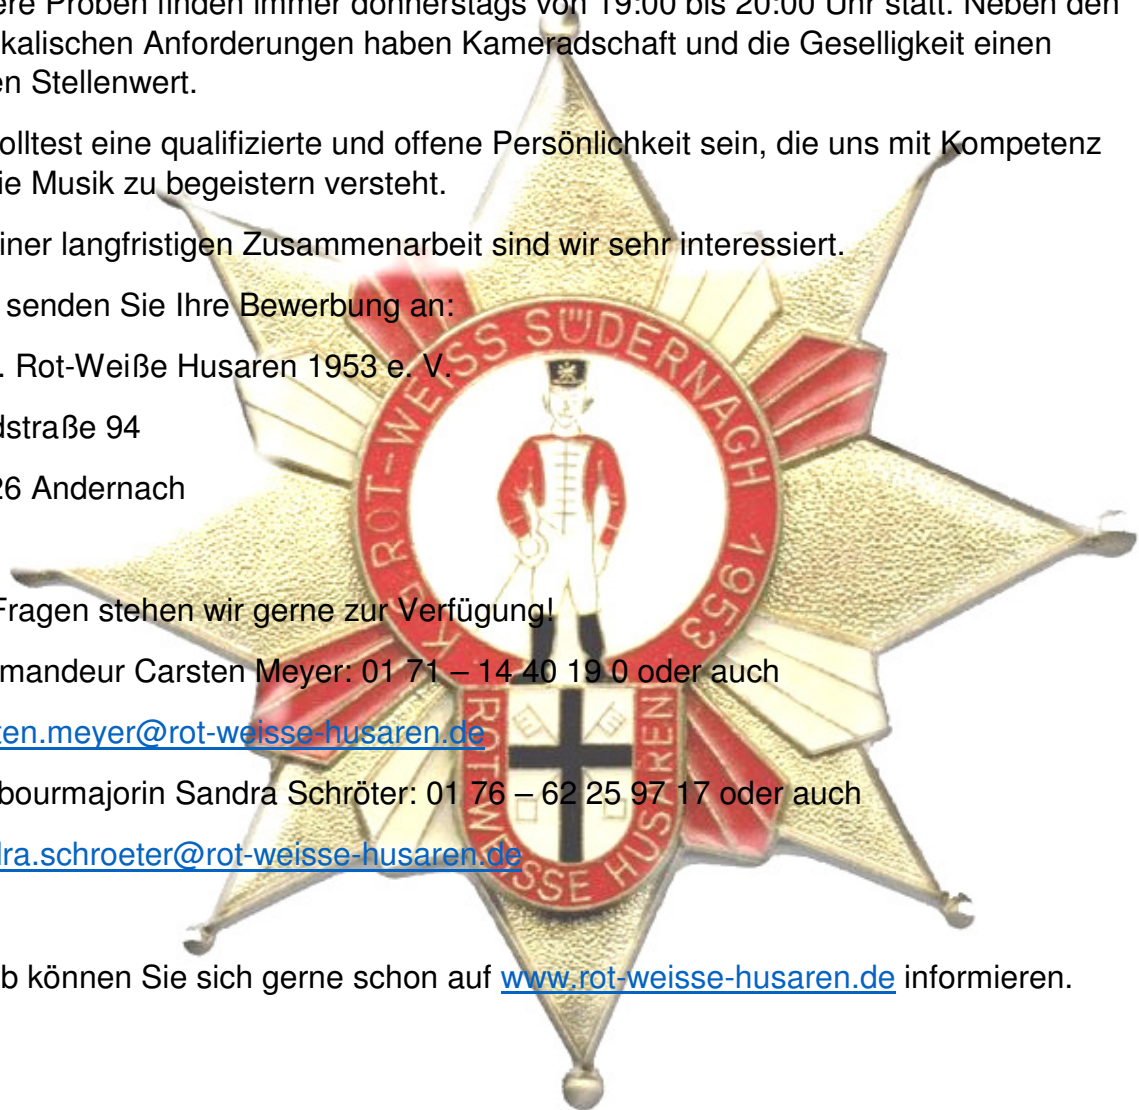 ere Proben finden immer donnerstags von 19:00 bis 20:00 Uhr statt. Neben den
kalischen Anforderungen haben Kameradschaft und die Geselligkeit einen
en Stellenwert.
olltest eine qualifizierte und offene Persönlichkeit sein, die uns mit Kompetenz
ie Musik zu begeistern versteht.
iner langfristigen Zusammenarbeit sind wir sehr interessiert.
senden Sie Ihre Bewerbung an:
. Rot-Weiße Husaren 1953 e. V.
dstraße 94
26 Andernach
Fragen stehen wir gerne zur Verfügung!
mandeur Carsten Meyer: 01 71 – 14 40 19 0 oder auch
ten.meyer@rot-weisse-husaren.de
bourmajorin Sandra Schröter: 01 76 – 62 25 97 17 oder auch
dra.schroeter@rot-weisse-husaren.de
b können Sie sich gerne schon auf www.rot-weisse-husaren.de informieren.
ROT-WEISS SÜDERNAGH 1953
ROT-WEISSE HUSAREN